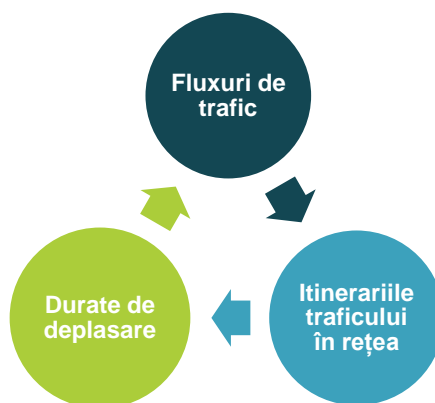 Fluxuri de
trafic
Itinerariile
traficului
în rețea
Durate de
deplasare